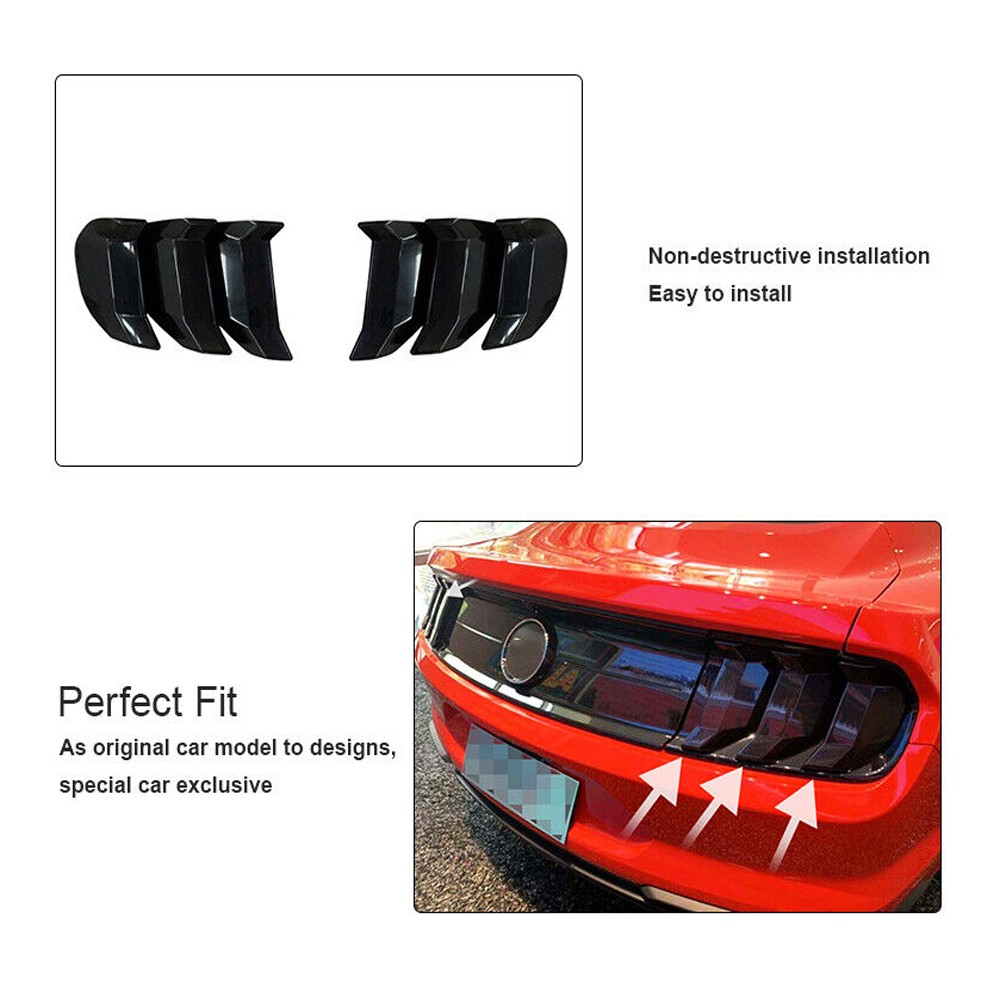 Non-destructive installation
Easy to install
Perfect Fit
As original car model to designs,
special car exclusive